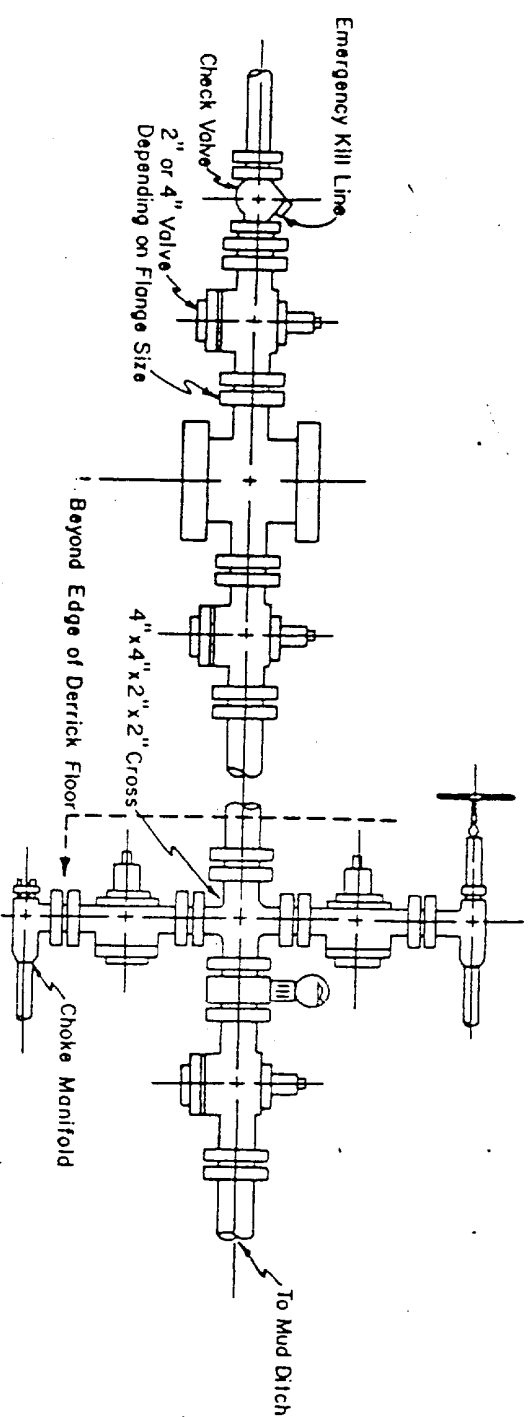 Emergency Kill Line
Check Valve
2" or 4" Valve
Depending on Flange Size
Beyond Edge of Derrick Floor
4"x4"x2"x2" Cross
Choke Manifold
To Mud Ditch